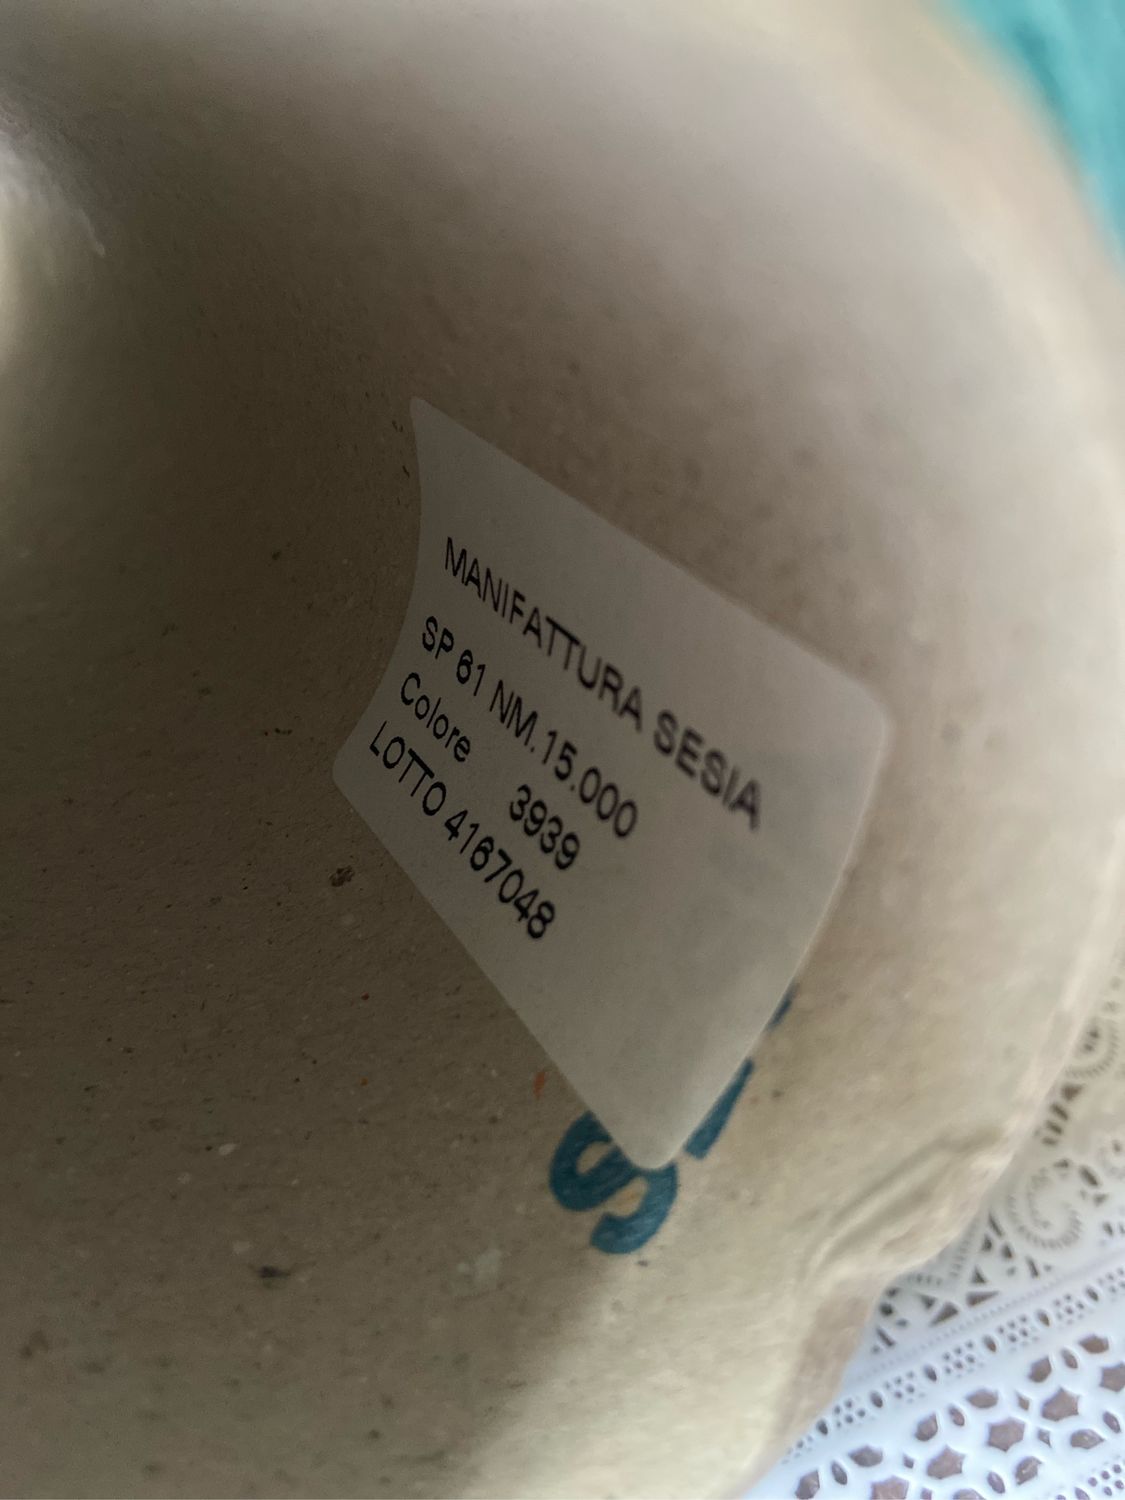 MANIFATTURA SESIA
SP 61 NM.15.000
Colore 3939
LOTTO 4167048